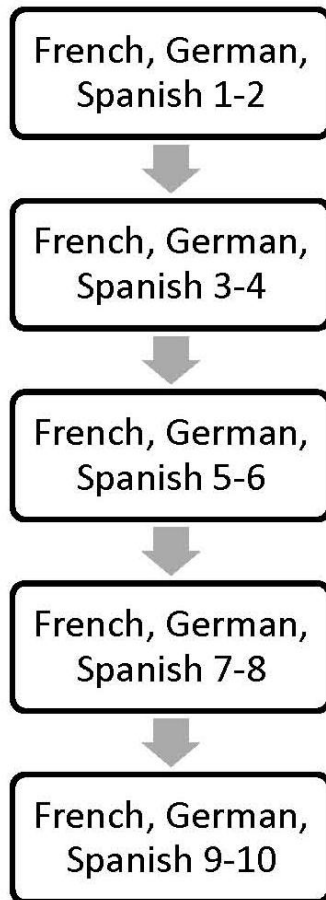 French, German,
Spanish 1-2
French, German,
Spanish 3-4
French, German,
Spanish 5-6
French, German,
Spanish 7-8
French, German,
Spanish 9-10